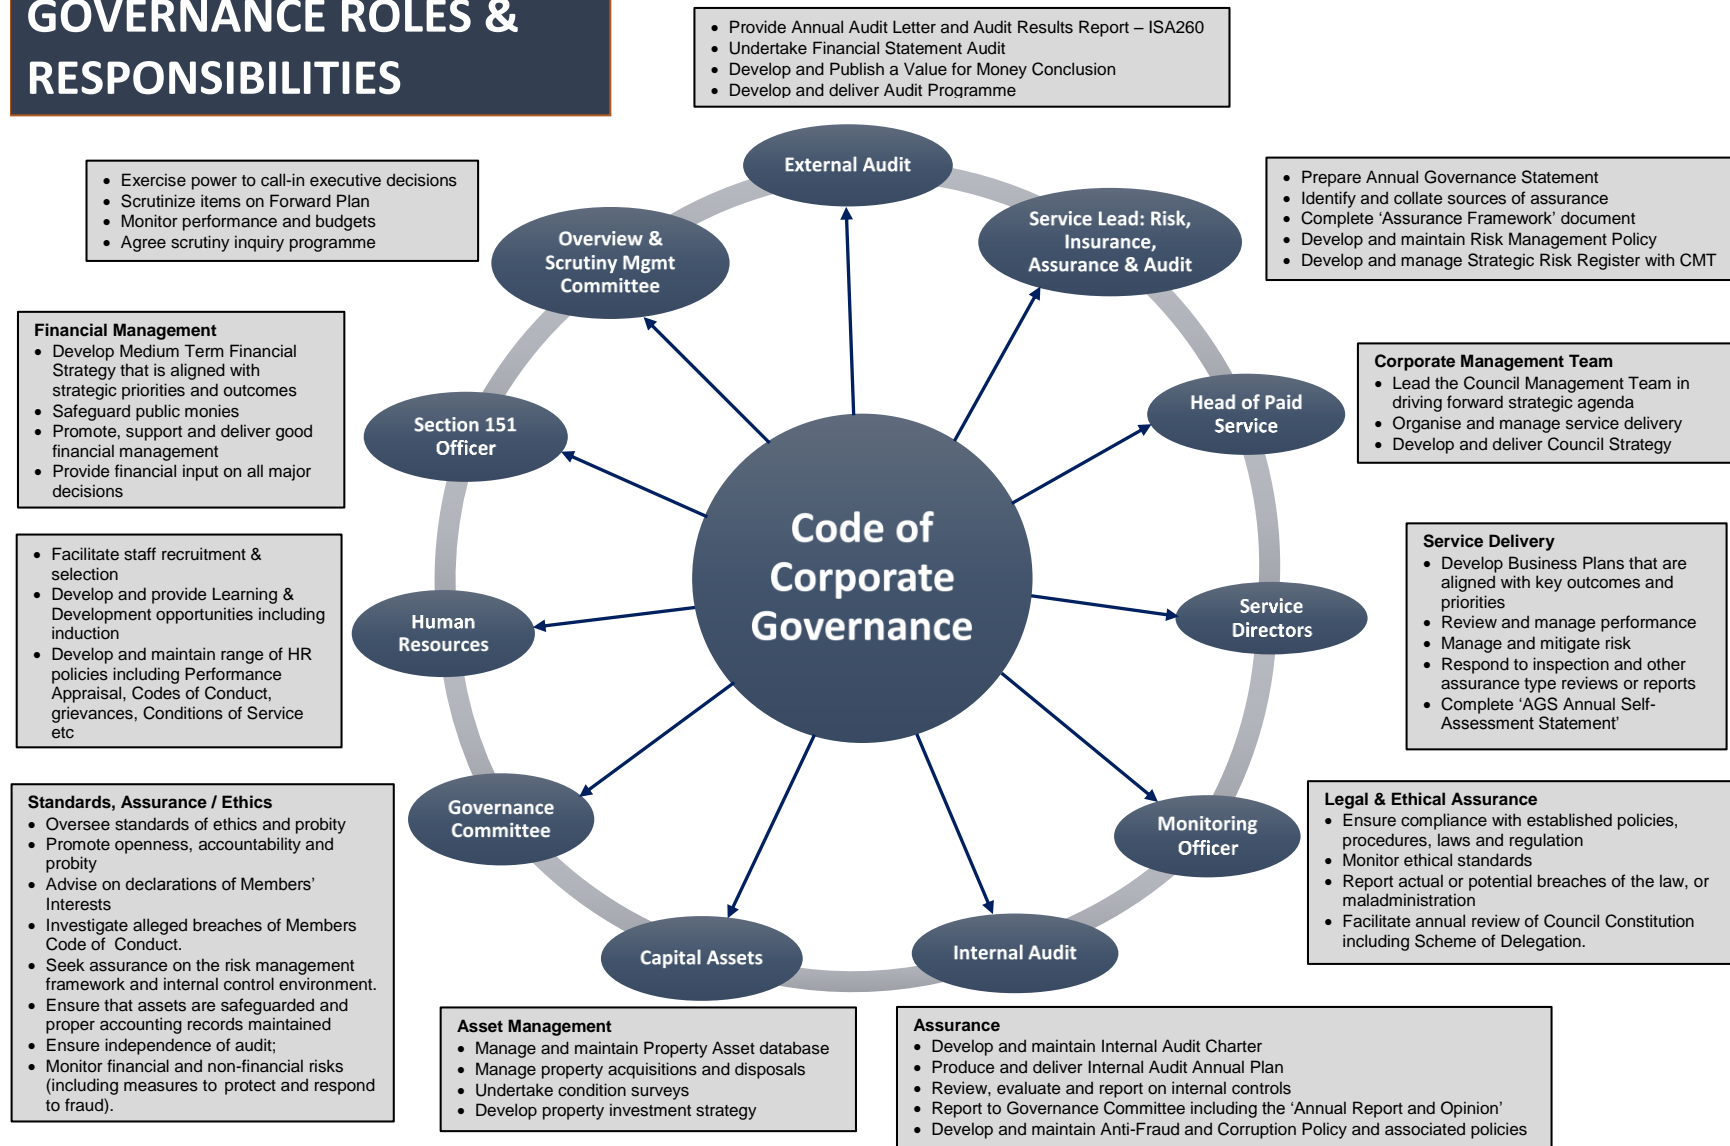 GOVERNANCE ROLES &
RESPONSIBILITIES
• Provide Annual Audit Letter and Audit Results Report – ISA260
• Undertake Financial Statement Audit
• Develop and Publish a Value for Money Conclusion
• Develop and deliver Audit Programme
External Audit
• Exercise power to call-in executive decisions
• Scrutinize items on Forward Plan
• Monitor performance and budgets
• Agree scrutiny inquiry programme
Overview &
Scrutiny Mgmt
Committee
Service Lead: Risk,
Insurance,
Assurance & Audit
• Prepare Annual Governance Statement
• Identify and collate sources of assurance
• Complete ‘Assurance Framework’ document
• Develop and maintain Risk Management Policy
• Develop and manage Strategic Risk Register with CMT
Financial Management
• Develop Medium Term Financial
Strategy that is aligned with
strategic priorities and outcomes
• Safeguard public monies
• Promote, support and deliver good
financial management
• Provide financial input on all major
decisions
Section 151
Officer
Head of Paid
Service
Corporate Management Team
• Lead the Council Management Team in
driving forward strategic agenda
• Organise and manage service delivery
• Develop and deliver Council Strategy
Code of
Corporate
Governance
• Facilitate staff recruitment &
selection
• Develop and provide Learning &
Development opportunities including
induction
• Develop and maintain range of HR
policies including Performance
Appraisal, Codes of Conduct,
grievances, Conditions of Service
etc
Human
Resources
Service
Directors
Service Delivery
• Develop Business Plans that are
aligned with key outcomes and
priorities
• Review and manage performance
• Manage and mitigate risk
• Respond to inspection and other
assurance type reviews or reports
• Complete ‘AGS Annual Self-
Assessment Statement’
Standards, Assurance / Ethics
• Oversee standards of ethics and probity
• Promote openness, accountability and
probity
• Advise on declarations of Members’
Interests
• Investigate alleged breaches of Members
Code of Conduct.
• Seek assurance on the risk management
framework and internal control environment.
• Ensure that assets are safeguarded and
proper accounting records maintained
• Ensure independence of audit;
• Monitor financial and non-financial risks
(including measures to protect and respond
to fraud).
Governance
Committee
Monitoring
Officer
Legal & Ethical Assurance
• Ensure compliance with established policies,
procedures, laws and regulation
• Monitor ethical standards
• Report actual or potential breaches of the law, or
maladministration
• Facilitate annual review of Council Constitution
including Scheme of Delegation.
Capital Assets
Internal Audit
Asset Management
• Manage and maintain Property Asset database
• Manage property acquisitions and disposals
• Undertake condition surveys
• Develop property investment strategy
Assurance
• Develop and maintain Internal Audit Charter
• Produce and deliver Internal Audit Annual Plan
• Review, evaluate and report on internal controls
• Report to Governance Committee including the ‘Annual Report and Opinion’
• Develop and maintain Anti-Fraud and Corruption Policy and associated policies